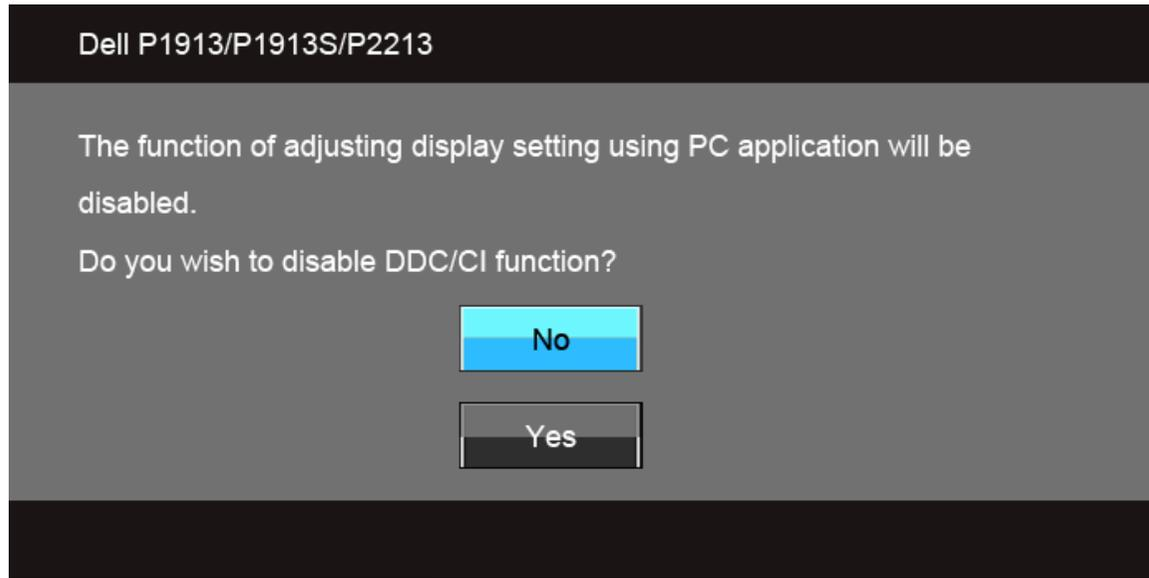 Dell P1913/P1913S/P2213
The function of adjusting display setting using PC application will be
disabled.
Do you wish to disable DDC/CI function?
No
Yes